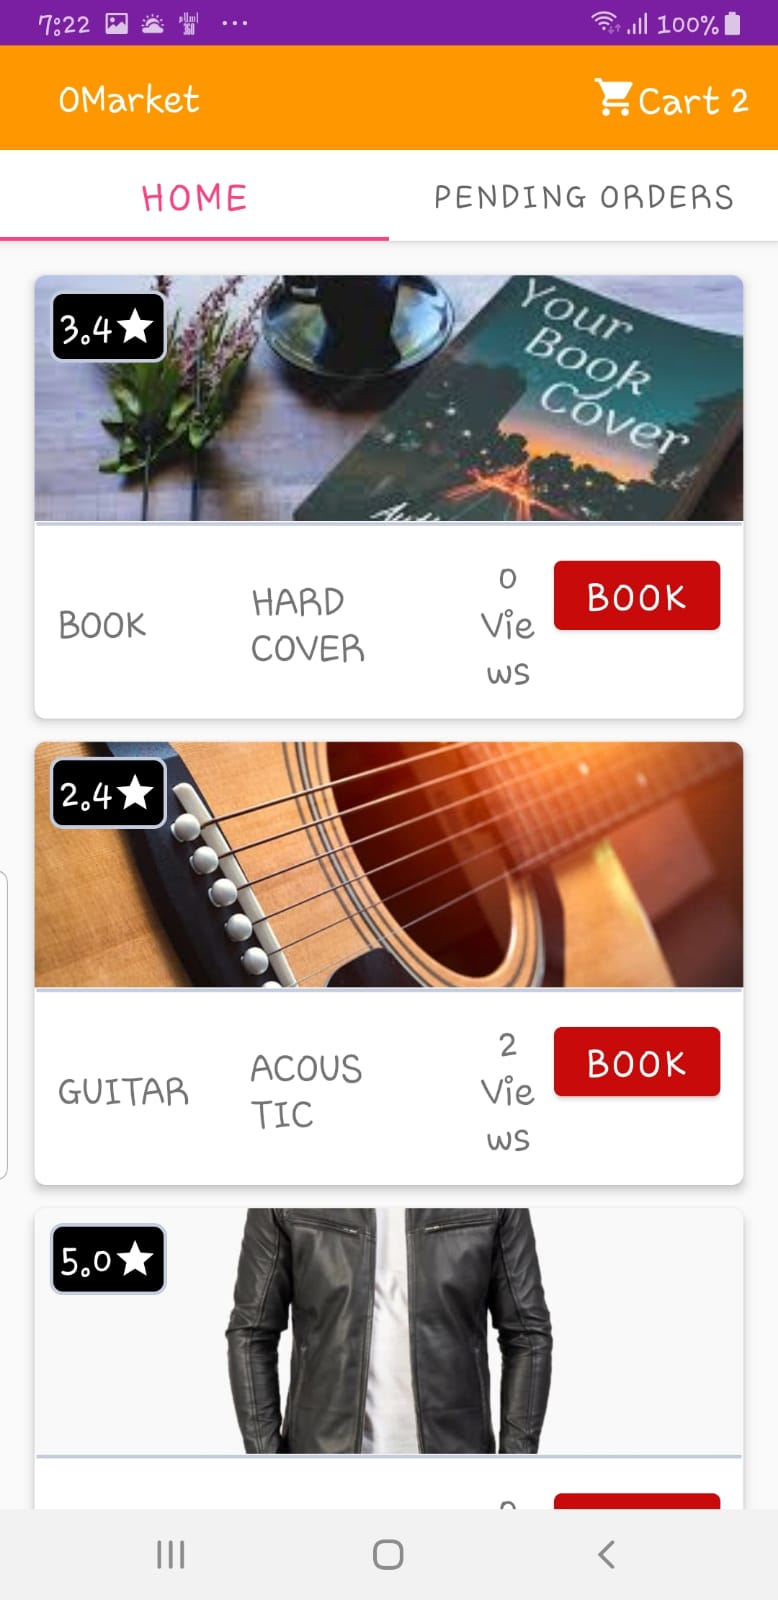 7:22 100%
OMarket Cart 2
HOME PENDING ORDERS
3.4
Your
Book
Cover
BOOK
HARD
COVER
0
Vie
ws
BOOK
2.4
GUITAR
ACOUS
TIC
2
Vie
ws
BOOK
5.0